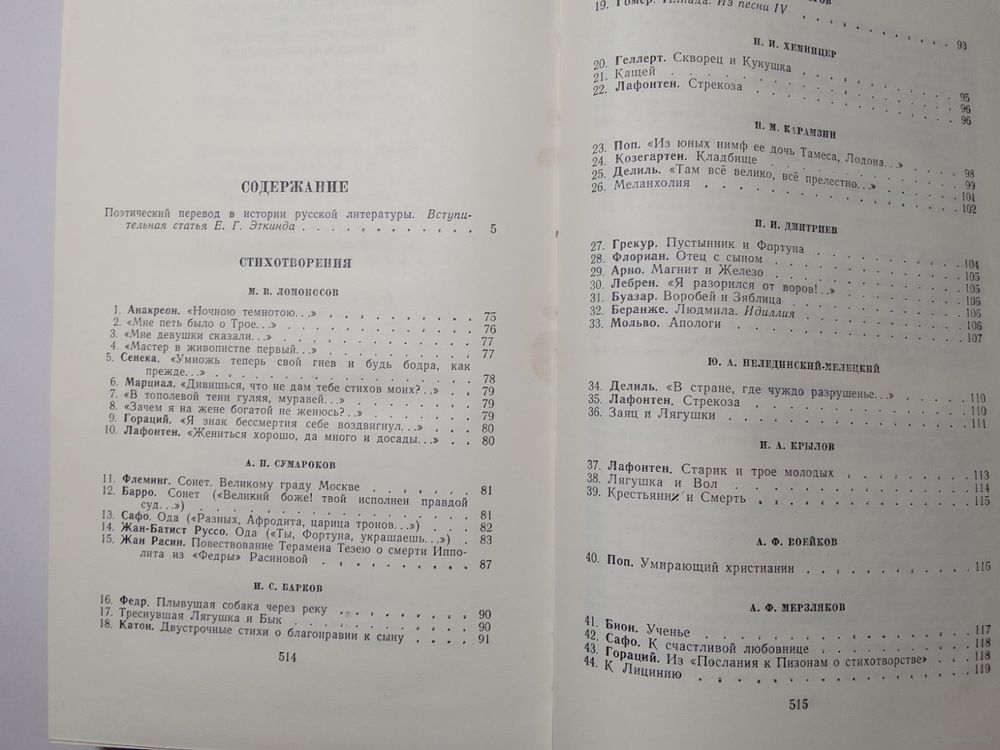 СОДЕРЖАНИЕ
Поэтический перевод в истории русской литературы. Вступи-
тельная статья Е. Г. Эткинда . . . . . . . . . . . . 5
СТИХОТВОРЕНИЯ
М. В. ЛОМОНОСОВ
1. Анакреон. «Ночною темнотою. . .» . . . . . . . . . 75
2. «Мне петь было о Трое. . .» . . . . . . . . . . . 76
3. «Мне девушки сказали. . .» . . . . . . . . . . . 77
4. «Мастер в живопистве первый. . .» . . . . . . . . . 77
5. Сенека. «Умножь теперь свой гнев и будь бодра, как
прежде. . .» . . . . . . . . . . . . . . . . 78
6. Марциал. «Дивишься, что не дам тебе стихов моих?. . .» . . 79
7. «В тополевой тени гуляя, муравей. . .» . . . . . . . 79
8. «Зачем я на жене богатой не женюсь?. . .» . . . . . . 79
9. Гораций. «Я знак бессмертия себе воздвигнул. . .» . . . 80
10. Лафонтен. «Жениться хорошо, да много и досады. . .» . . 80
А. П. СУМАРОКОВ
11. Флеминг. Сонет. Великому граду Москве . . . . . . 81
12. Барро. Сонет («Великий боже! твой исполнен правдой
суд. . .») . . . . . . . . . . . . . . . . 81
13. Сафо. Ода («Разных, Афродита, царица тронов. . .») . . . 82
14. Жан-Батист Руссо. Ода («Ты, Фортуна, украшаешь. . .») . . 83
15. Жан Расин. Повествование Терамена Тезею о смерти Иппо-
лита из «Федры» Расиновой . . . . . . . . . . 87
И. С. БАРКОВ
16. Федр. Плывущая собака через реку . . . . . . . . 90
17. Треснувшая Лягушка и Бык . . . . . . . . . . . 90
18. Катон. Двустрочные стихи о благонравии к сыну . . . . 91
514
19. Гомер. Илиада. Из песни IV . . . . . . . . . . 93
И. И. ХЕМНИЦЕР
20. Геллерт. Скворец и Кукушка . . . . . . . . . . 95
21. Кащей . . . . . . . . . . . . . . . . . 96
22. Лафонтен. Стрекоза . . . . . . . . . . . . . 96
Н. М. КАРАМЗИН
23. Поп. «Из юных нимф ее дочь Тамеса, Лодона. . .» . . . . 98
24. Козегартен. Кладбище . . . . . . . . . . . . 99
25. Делиль. «Там всё велико, всё прелестно. . .» . . . . . 101
26. Меланхолия . . . . . . . . . . . . . . . 102
И. И. ДМИТРИЕВ
27. Грекур. Пустынник и Фортуна . . . . . . . . . . 104
28. Флориан. Отец с сыном . . . . . . . . . . . . 105
29. Арно. Магнит и Железо . . . . . . . . . . . . 105
30. Лебрен. «Я разорился от воров!. .» . . . . . . . . 106
31. Буазар. Воробей и Зяблица . . . . . . . . . . . 106
32. Беранже. Людмила. Идиллия . . . . . . . . . . 106
33. Мольво. Апологи . . . . . . . . . . . . . . 107
Ю. А. НЕЛЕДИНСКИЙ-МЕЛЕЦКИЙ
34. Делиль. «В стране, где чуждо разрушенье. . .» . . . . . 110
35. Лафонтен. Стрекоза . . . . . . . . . . . . . 110
36. Заяц и Лягушки . . . . . . . . . . . . . . 111
И. А. КРЫЛОВ
37. Лафонтен. Старик и трое молодых . . . . . . . . 113
38. Лягушка и Вол . . . . . . . . . . . . . . 114
39. Крестьянин и Смерть . . . . . . . . . . . . . 115
А. Ф. ВОЕЙКОВ
40. Поп. Умирающий христианин . . . . . . . . . . 116
А. Ф. МЕРЗЛЯКОВ
41. Бион. Ученье . . . . . . . . . . . . . . . 117
42. Сафо. К счастливой любовнице . . . . . . . . . 118
43. Гораций. Из «Послания к Пизонам о стихотворстве» . . . 118
44. К Лицинию . . . . . . . . . . . . . . . . 119
515